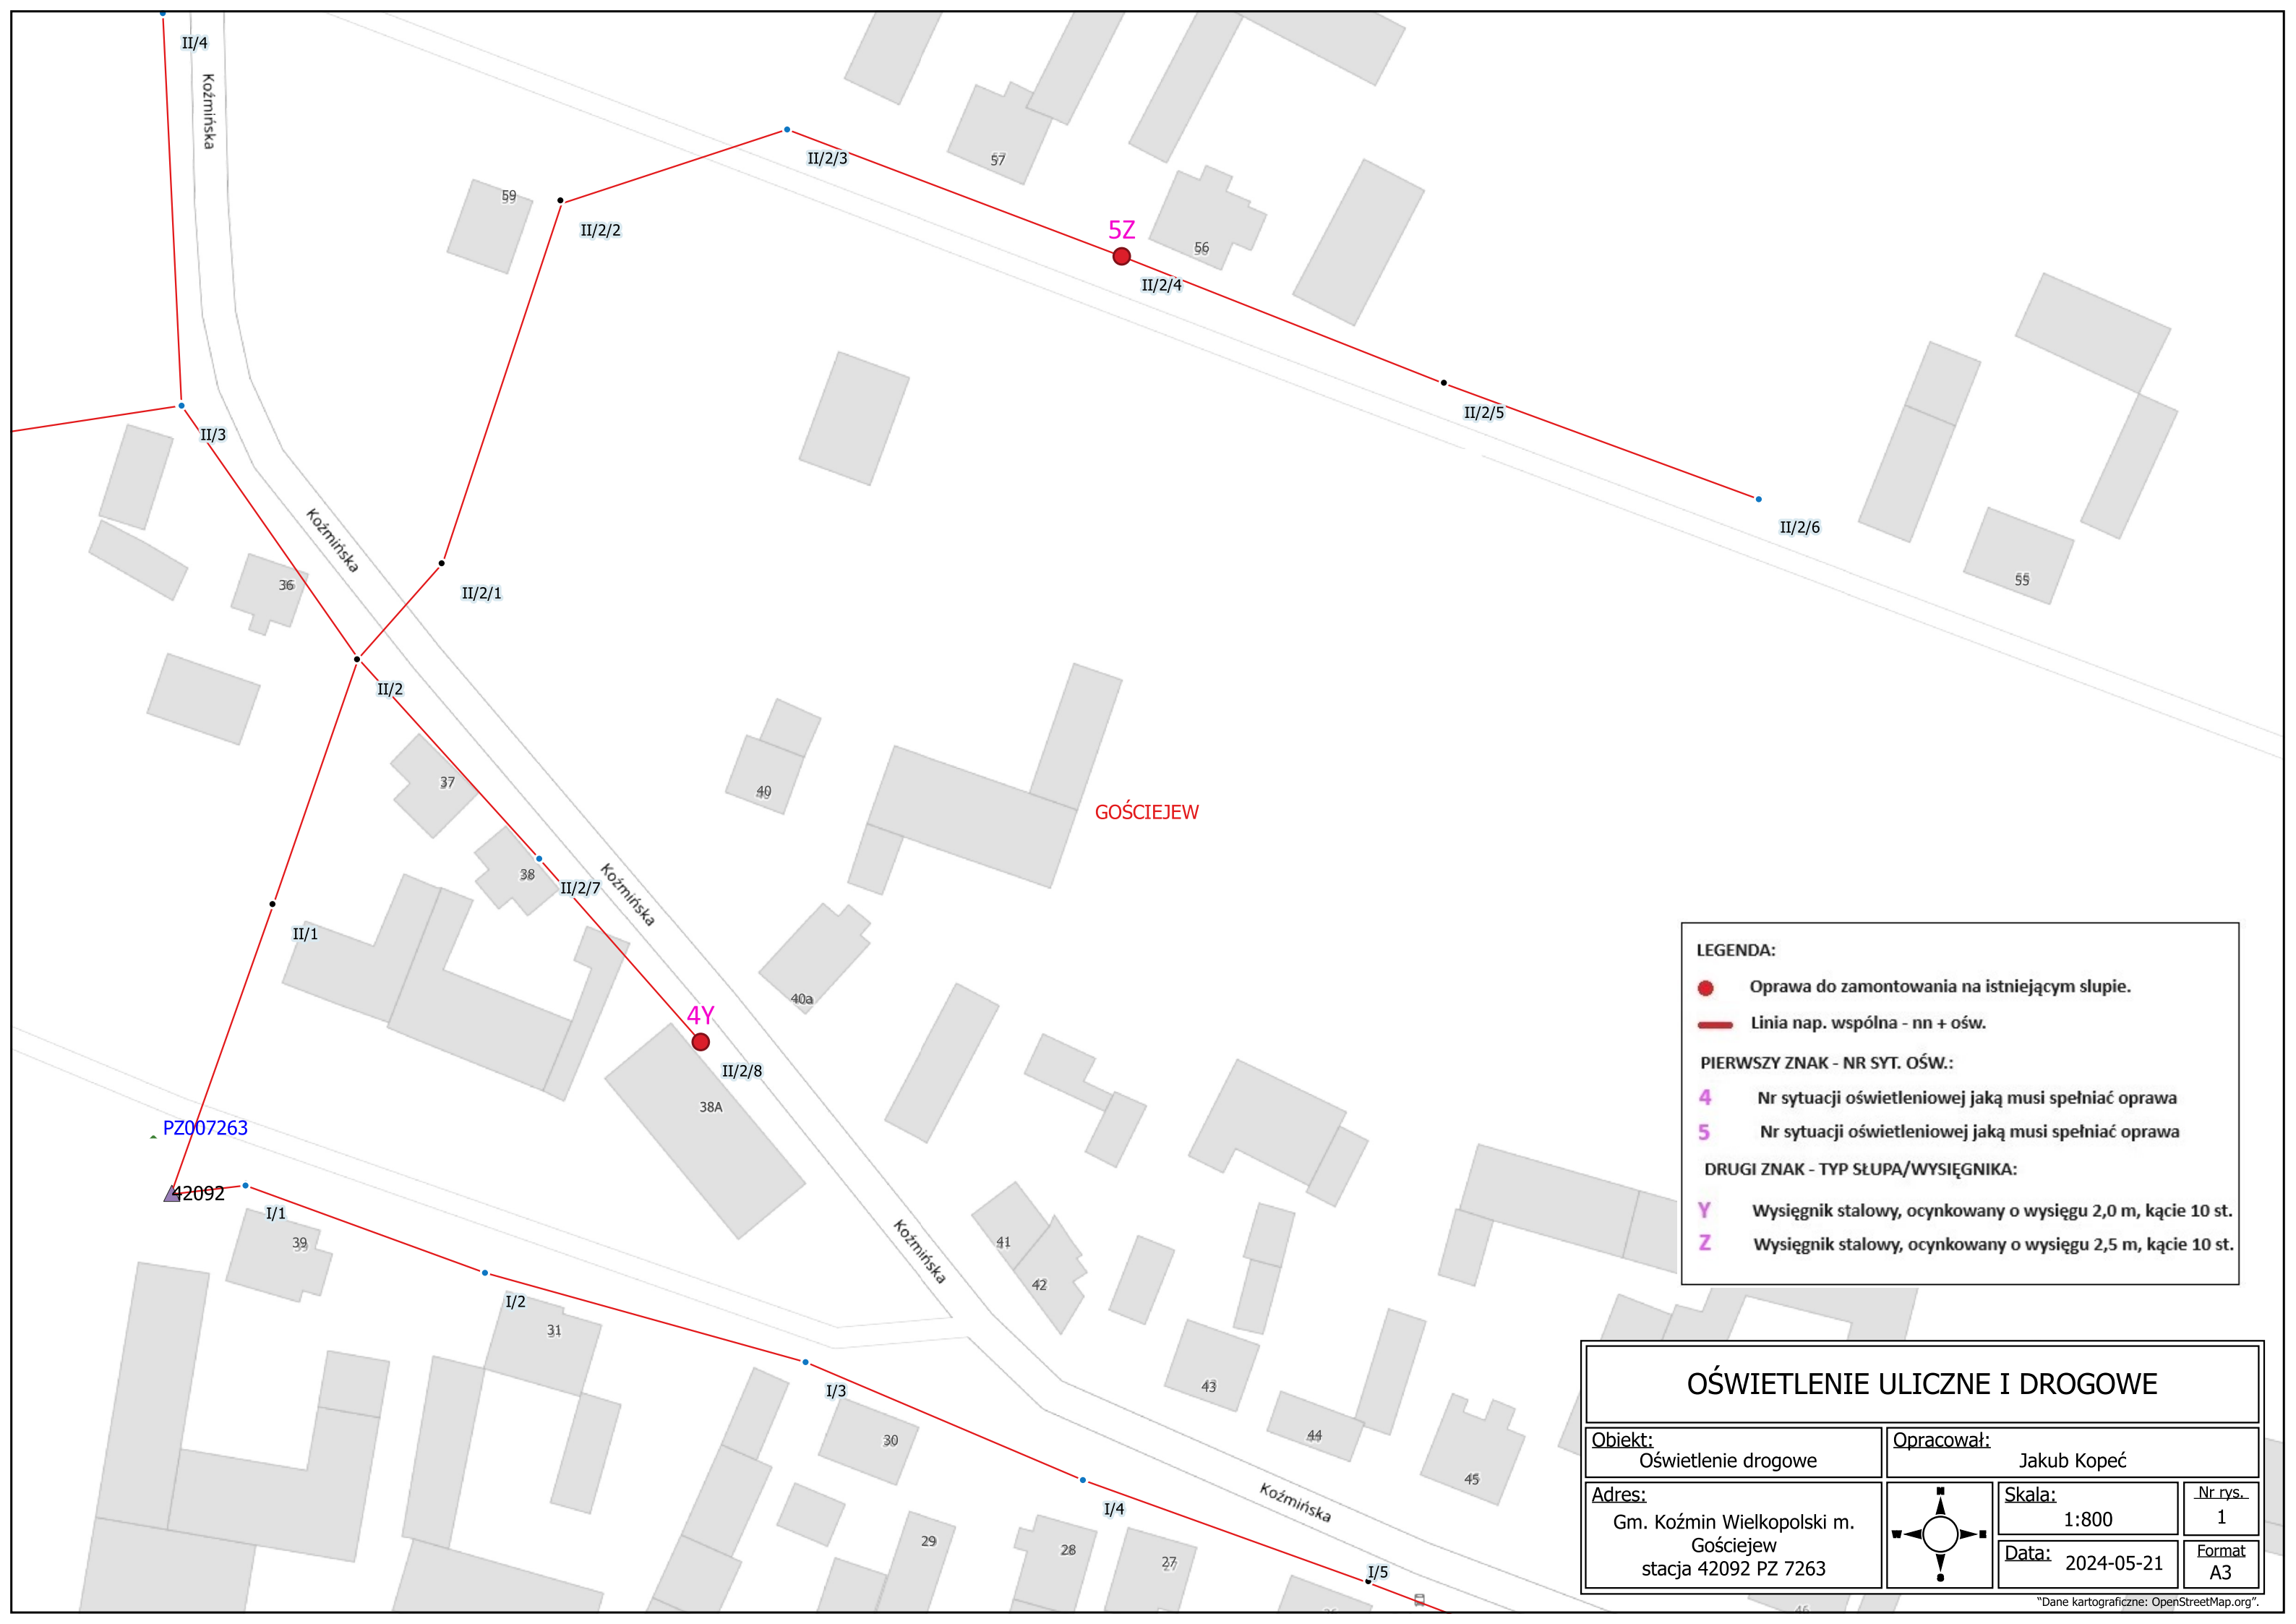 II/4
Koźmińska
II/2/3
57
59
II/2/2
5Z
56
II/2/4
II/2/5
II/3
II/2/6
Koźmińska
55
36
II/2/1
II/2
37
40
GOŚCIEJEW
38
II/2/7
Koźmińska
II/1
40a
4Y
II/2/8
38A
PZ007263
42092
I/1
39
41
Koźmińska
42
I/2
31
I/3
43
30
44
45
I/4
Koźmińska
29
28
27
I/5
LEGENDA:
Oprawa do zamontowania na istniejącym slupie.
Linia nap. wspólna - nn + ośw.
PIERWSZY ZNAK - NR SYT. OŚW.:
4 Nr sytuacji oświetleniowej jaką musi spełniać oprawa
5 Nr sytuacji oświetleniowej jaką musi spełniać oprawa
DRUGI ZNAK - TYP SŁUPA/WYSIĘGNIKA:
Y Wysięgnik stalowy, ocynkowany o wysięgu 2,0 m, kącie 10 st.
Z Wysięgnik stalowy, ocynkowany o wysięgu 2,5 m, kącie 10 st.
OŚWIETLENIE ULICZNE I DROGOWE
Obiekt:
Oświetlenie drogowe
Opracował:
Jakub Kopeć
Adres:
Gm. Koźmin Wielkopolski m.
Gościejew
stacja 42092 PZ 7263
N
W E
S
Skala:
1:800
Nr rys.
1
Data: 2024-05-21
Format
A3
"Dane kartograficzne: OpenStreetMap.org".